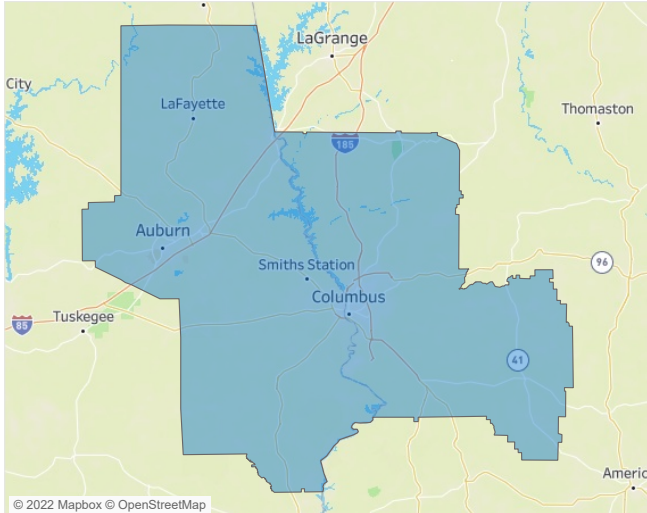 LaGrange
City
LaFayette
Thomaston
185
Auburn
96
Smiths Station
Columbus
Tuskegee
85
41
Americ
© 2022 Mapbox © OpenStreetMap